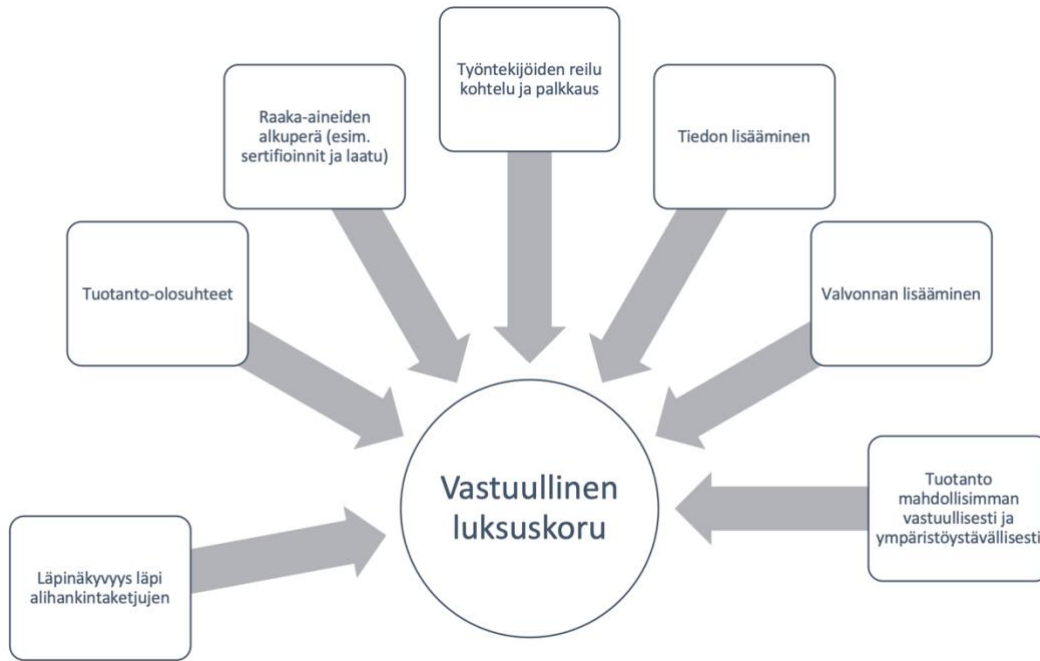 Työntekijöiden reilu
kohtelu ja palkkaus
Raaka-aineiden
alkuperä (esim.
sertifioinnit ja laatu)
Tiedon lisääminen
Tuotanto-olosuhteet
Valvonnan lisääminen
Läpinäkyvyys läpi
alihankintaketjujen
Tuotanto
mahdollisimman
vastuullisesti ja
ympäristöystävällisesti
Vastuullinen
luksuskoru